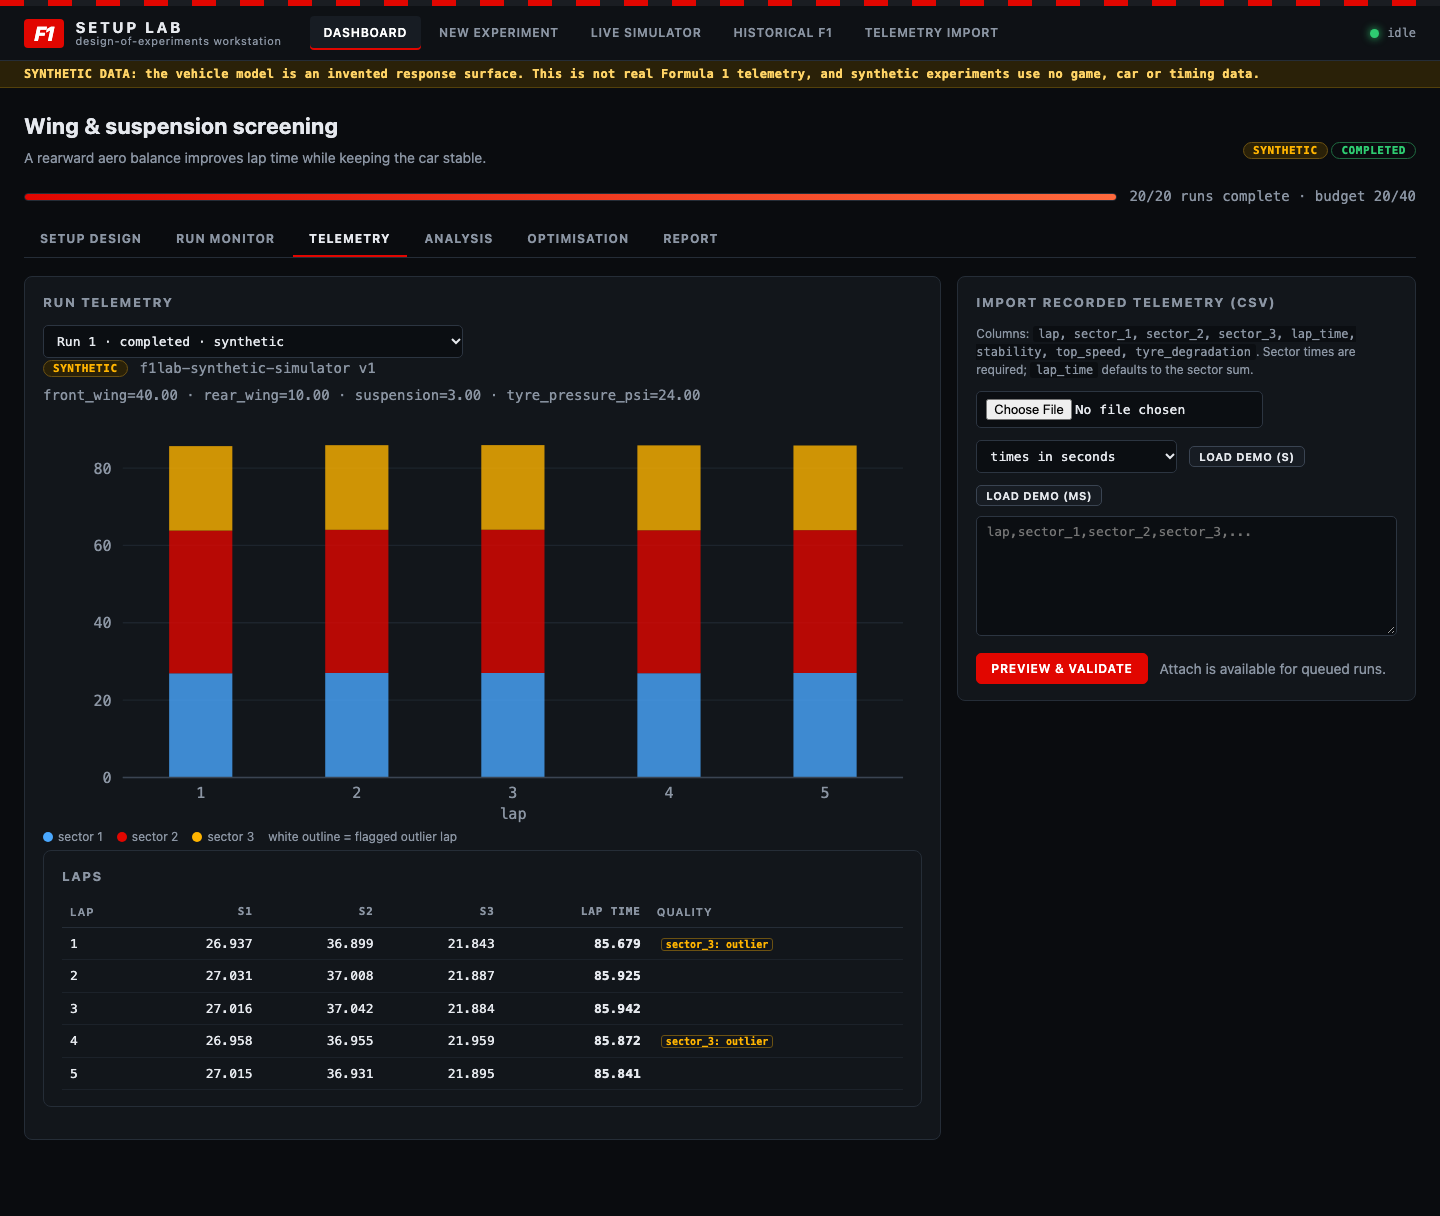 F1
SETUP LAB
design-of-experiments workstation
DASHBOARD
NEW EXPERIMENT
LIVE SIMULATOR
HISTORICAL F1
TELEMETRY IMPORT
idle
SYNTHETIC DATA: the vehicle model is an invented response surface. This is not real Formula 1 telemetry, and synthetic experiments use no game, car or timing data.
Wing & suspension screening
A rearward aero balance improves lap time while keeping the car stable.
SYNTHETIC
COMPLETED
20/20 runs complete · budget 20/40
SETUP DESIGN
RUN MONITOR
TELEMETRY
ANALYSIS
OPTIMISATION
REPORT
RUN TELEMETRY
Run 1 · completed · synthetic
SYNTHETIC f1lab-synthetic-simulator v1
front_wing=40.00 · rear_wing=10.00 · suspension=3.00 · tyre_pressure_psi=24.00
80
60
40
20
0
1 2 3 4 5
lap
sector 1 sector 2 sector 3 white outline = flagged outlier lap
LAPS
LAP S1 S2 S3 LAP TIME QUALITY
1 26.937 36.899 21.843 85.679 sector_3: outlier
2 27.031 37.008 21.887 85.925
3 27.016 37.042 21.884 85.942
4 26.958 36.955 21.959 85.872 sector_3: outlier
5 27.015 36.931 21.895 85.841
IMPORT RECORDED TELEMETRY (CSV)
Columns: lap, sector_1, sector_2, sector_3, lap_time,
stability, top_speed, tyre_degradation . Sector times are
required; lap_time defaults to the sector sum.
Choose File No file chosen
times in seconds
LOAD DEMO (S)
LOAD DEMO (MS)
lap,sector_1,sector_2,sector_3,...
PREVIEW & VALIDATE
Attach is available for queued runs.